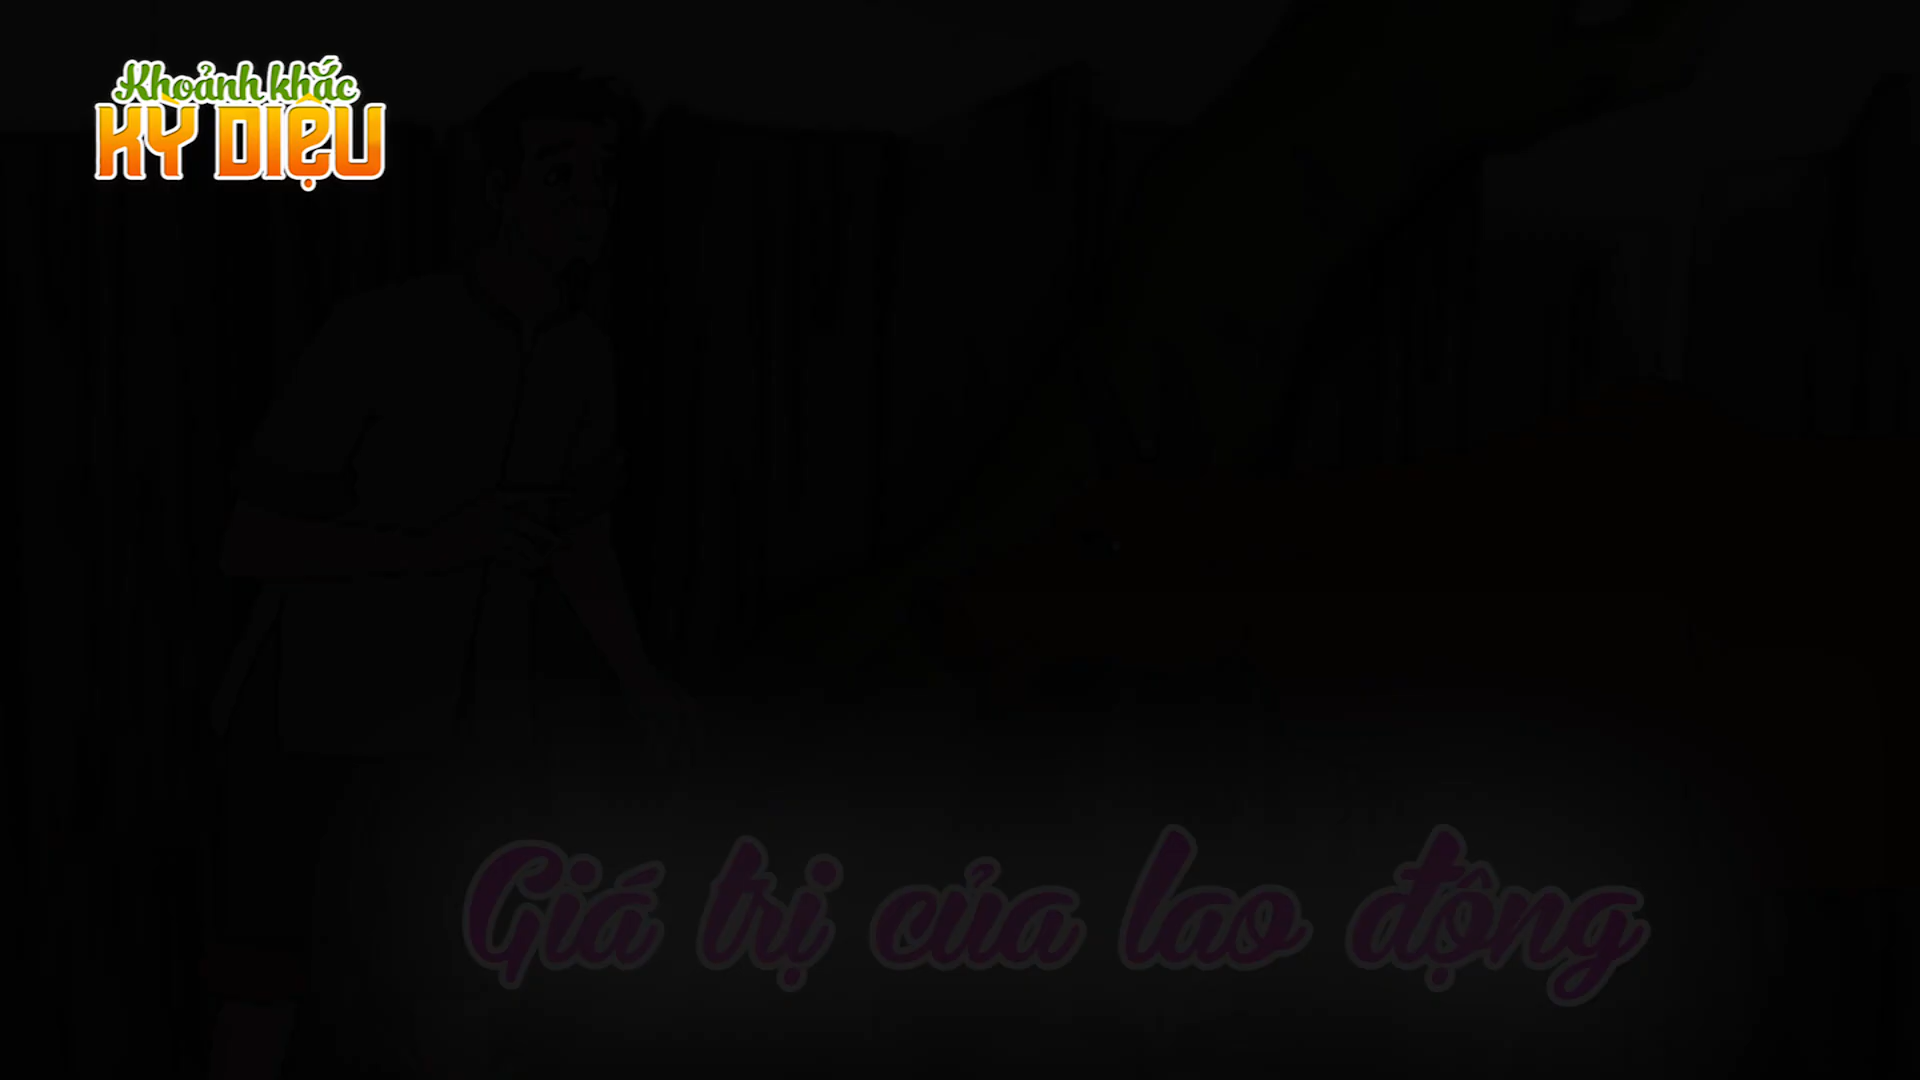 Khoảnh khắc
KỲ DIỆU
Giá trị của lao động